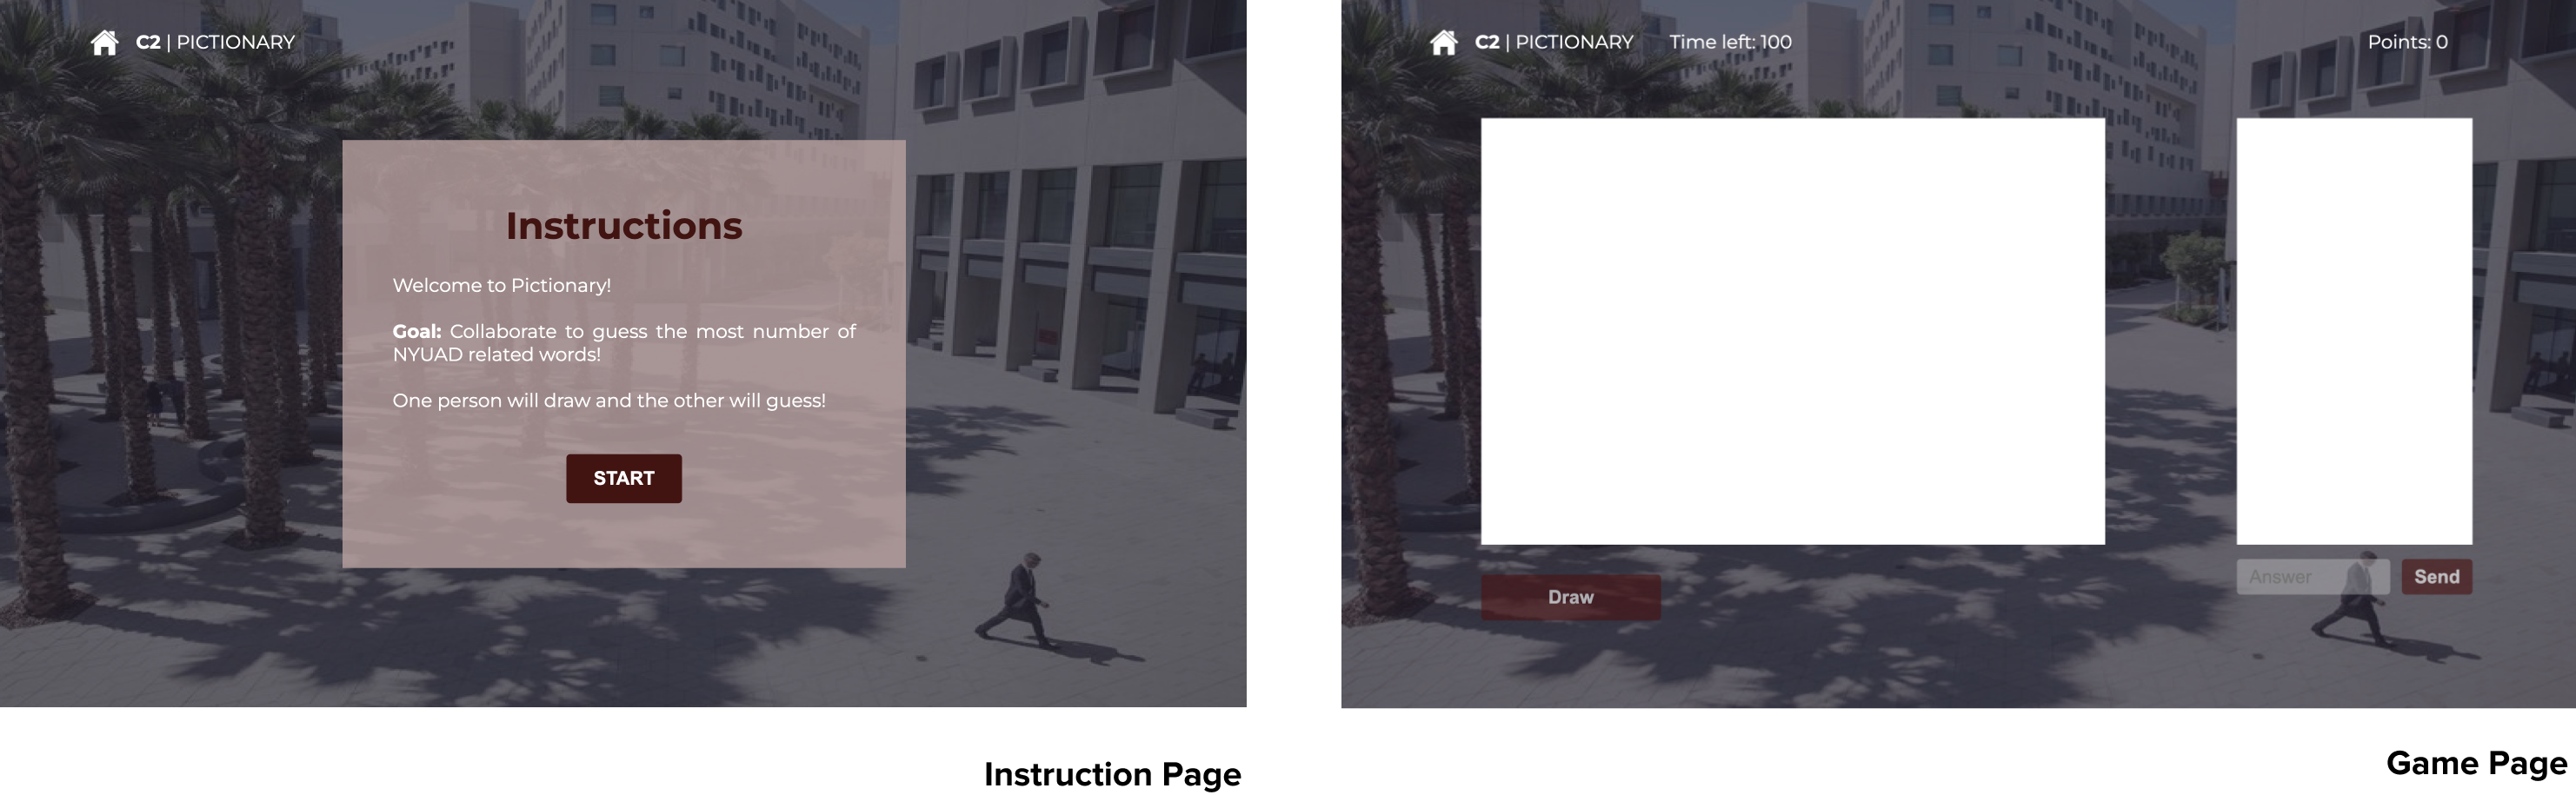 C2 | PICTIONARY
Instructions
Welcome to Pictionary!
Goal: Collaborate to guess the most number of
NYUAD related words!
One person will draw and the other will guess!
START
Instruction Page
C2 | PICTIONARY
Time left: 100
Points: 0
Answer
Send
Draw
Game Page